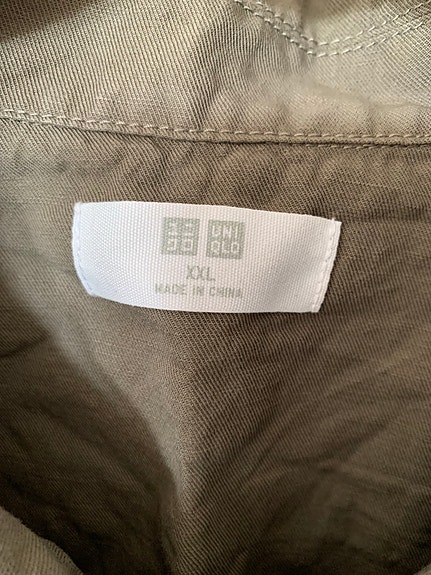 ユニ UNI
クロ QLO
XXL
MADE IN CHINA